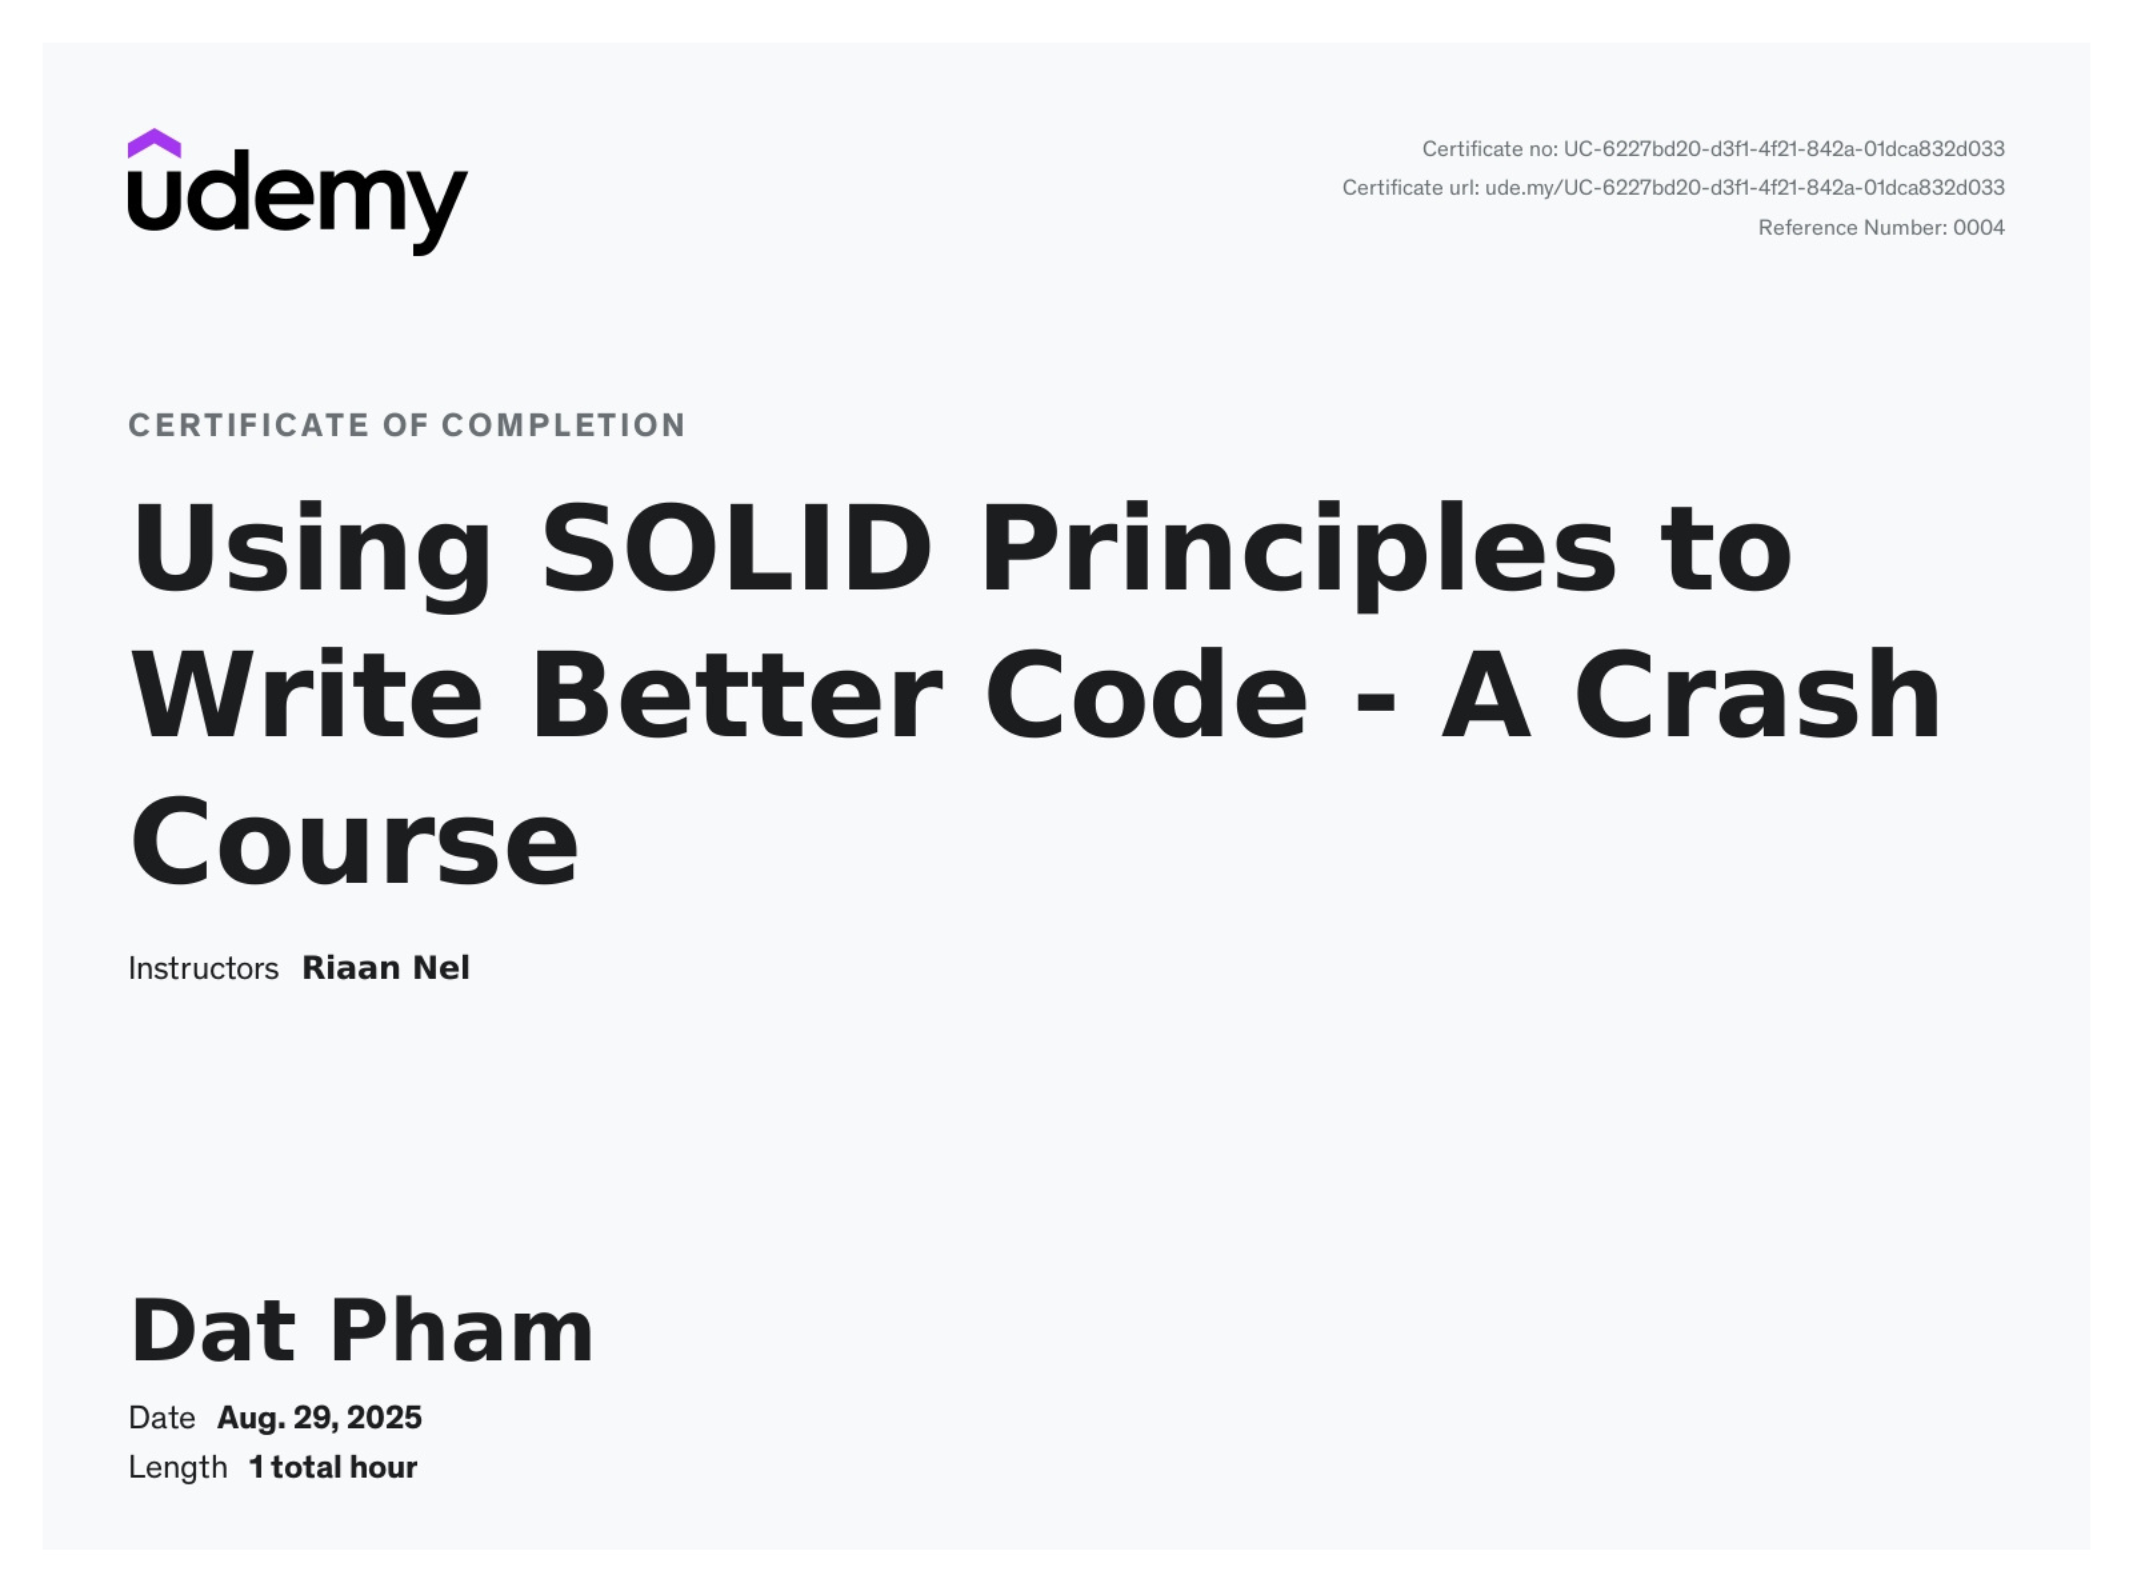 udemy
Certificate no: UC-6227bd20-d3f1-4f21-842a-01dca832d033
Certificate url: ude.my/UC-6227bd20-d3f1-4f21-842a-01dca832d033
Reference Number: 0004
CERTIFICATE OF COMPLETION
Using SOLID Principles to
Write Better Code - A Crash
Course
Instructors Riaan Nel
Dat Pham
Date Aug. 29, 2025
Length 1 total hour